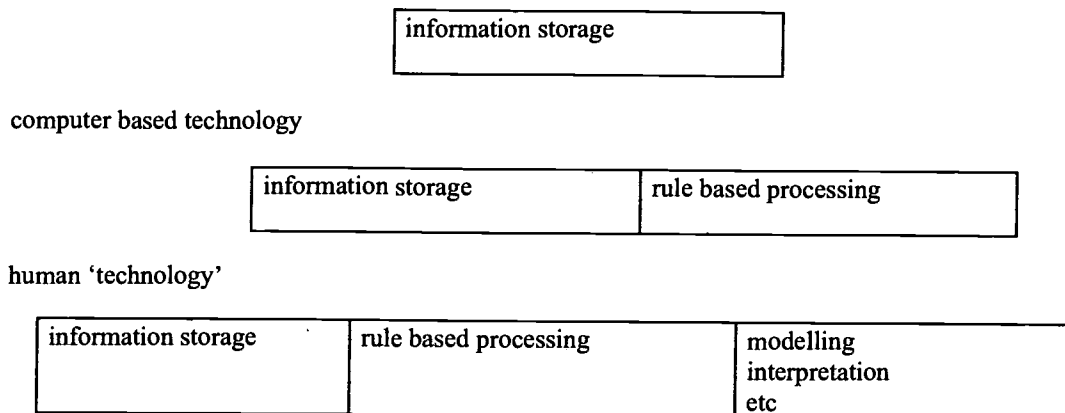 information storage
computer based technology
information storage rule based processing
human ‘technology’
information storage rule based processing modelling
interpretation
etc